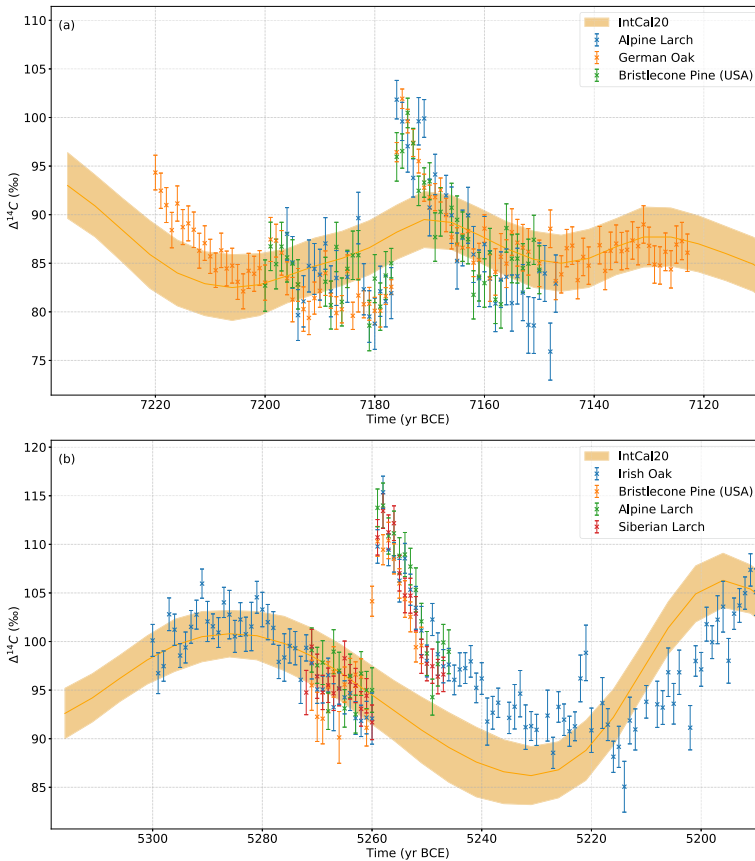 (a)
IntCal20
Alpine Larch
German Oak
Bristlecone Pine (USA)
110
105
100
95
90
85
80
75
Δ¹⁴C (‰)
7220
7200
7180
7160
7140
7120
Time (yr BCE)
(b)
IntCal20
Irish Oak
Bristlecone Pine (USA)
Alpine Larch
Siberian Larch
120
115
110
105
100
95
90
85
Δ¹⁴C (‰)
5300
5280
5260
5240
5220
5200
Time (yr BCE)